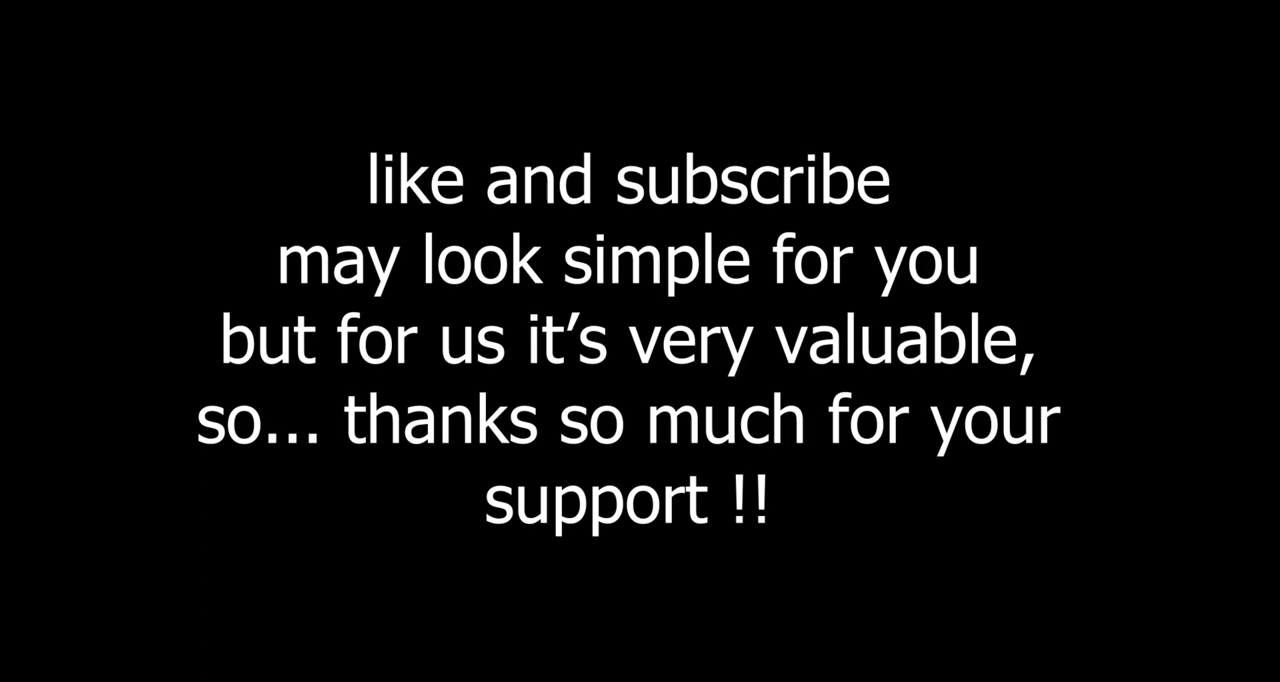 like and subscribe
may look simple for you
but for us it’s very valuable,
so... thanks so much for your
support !!